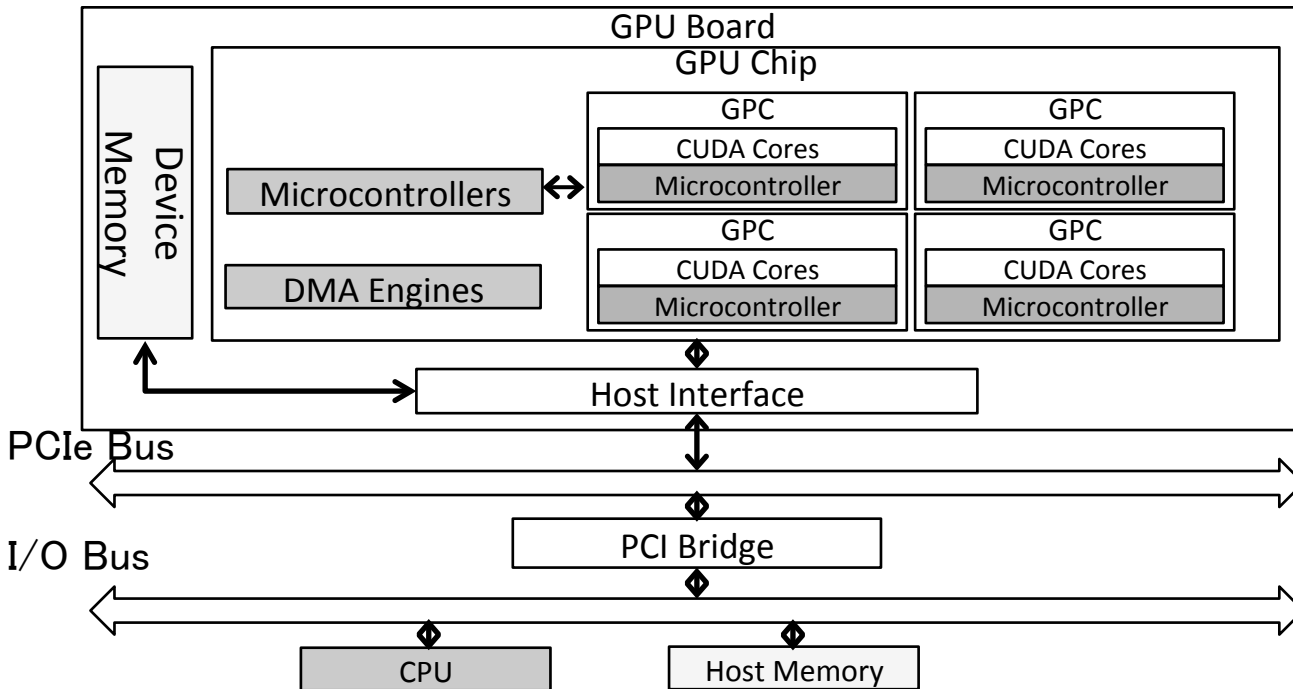 GPU Board
GPU Chip
Device
Memory
GPC
CUDA Cores
Microcontroller
GPC
CUDA Cores
Microcontroller
Microcontrollers
DMA Engines
GPC
CUDA Cores
Microcontroller
GPC
CUDA Cores
Microcontroller
Host Interface
PCIe Bus
PCI Bridge
I/O Bus
CPU
Host Memory